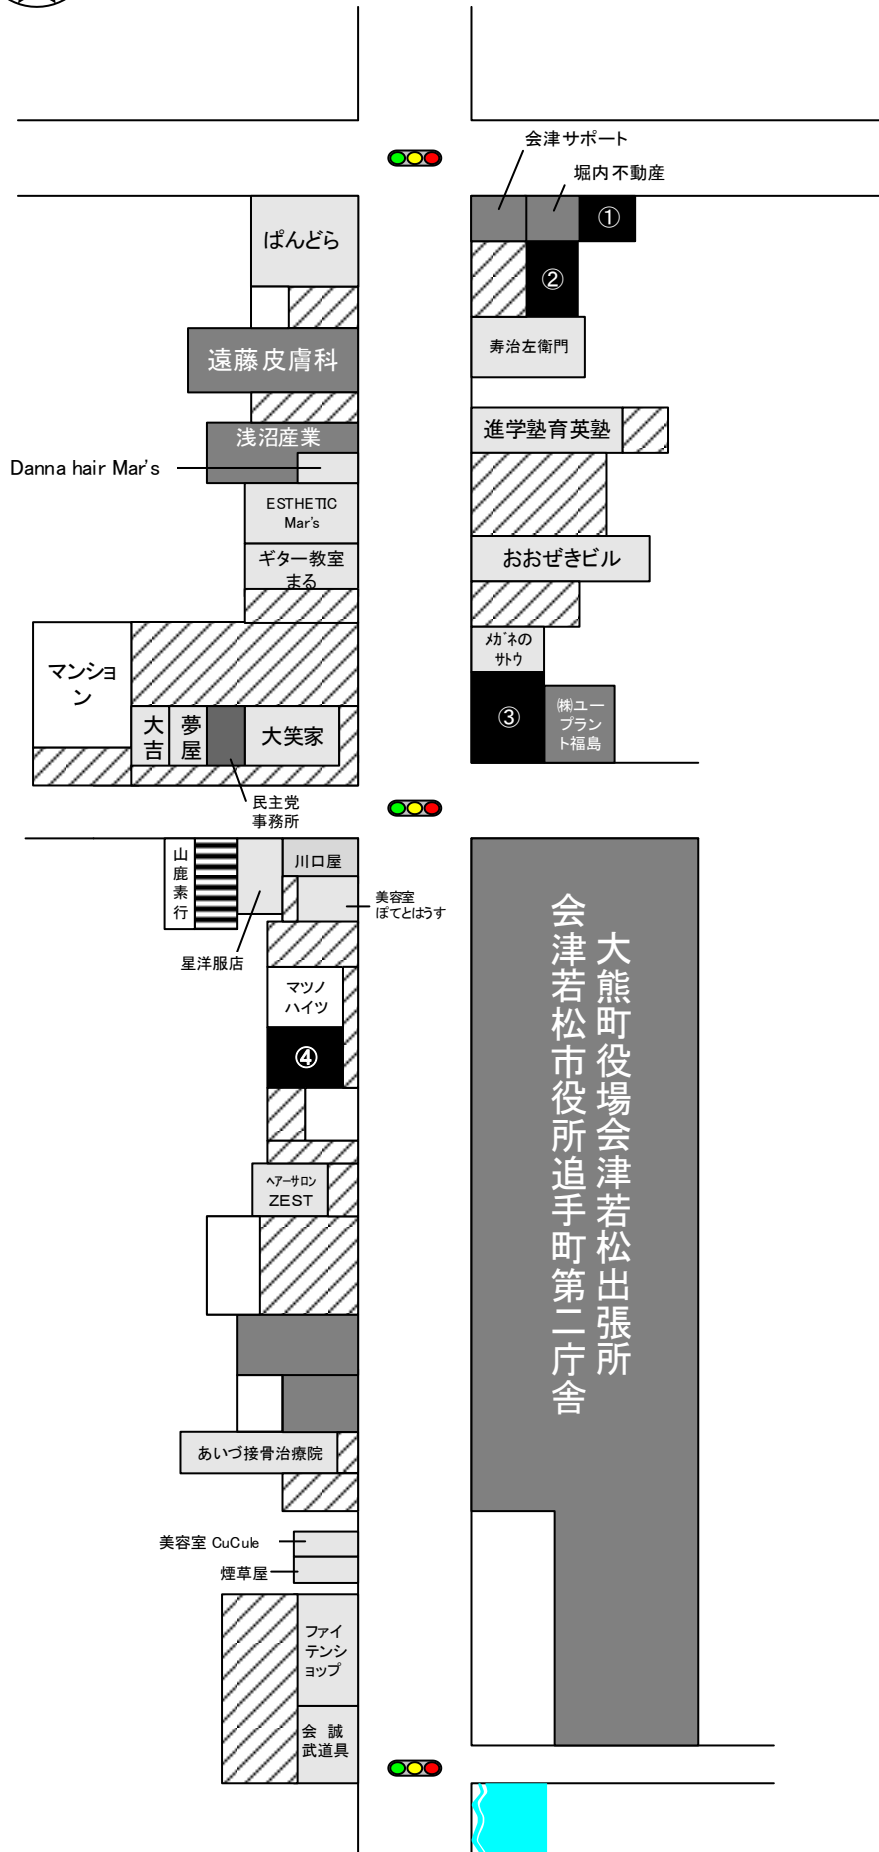 会津サポート
堀内不動産
①
ぱんどら
②
寿治左衛門
遠藤皮膚科
浅沼産業
進学塾育英塾
Danna hair Mar's
ESTHETIC
Mar's
おおぜきビル
ギター教室
まる
メガネの
サトウ
マンショ
ン
③
㈱ユー
プラン
ト福島
大吉
夢屋
大笑家
民主党
事務所
山鹿素行
川口屋
美容室
ぽてとはうす
星洋服店
大熊町役場会津若松出張所
会津若松市役所追手町第二庁舎
マツノ
ハイツ
④
ヘアーサロン
ZEST
あいづ接骨治療院
美容室 CuCule
煙草屋
ファイ
テンシ
ョップ
会 誠
武道具